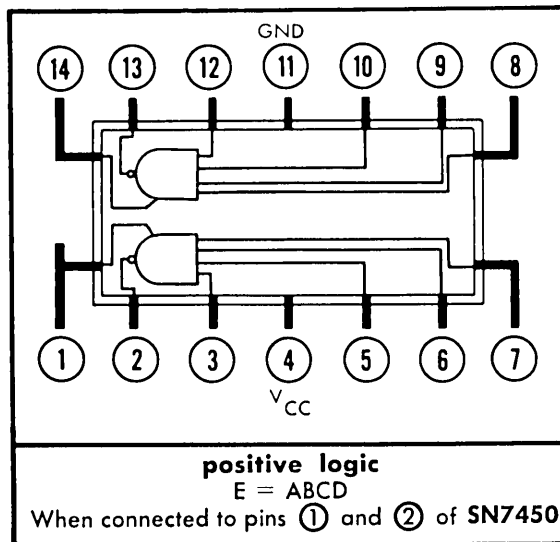 GND
14 13 12 11 10 9 8
1 2 3 4 5 6 7
VCC
positive logic
E = ABCD
When connected to pins ① and ② of SN7450